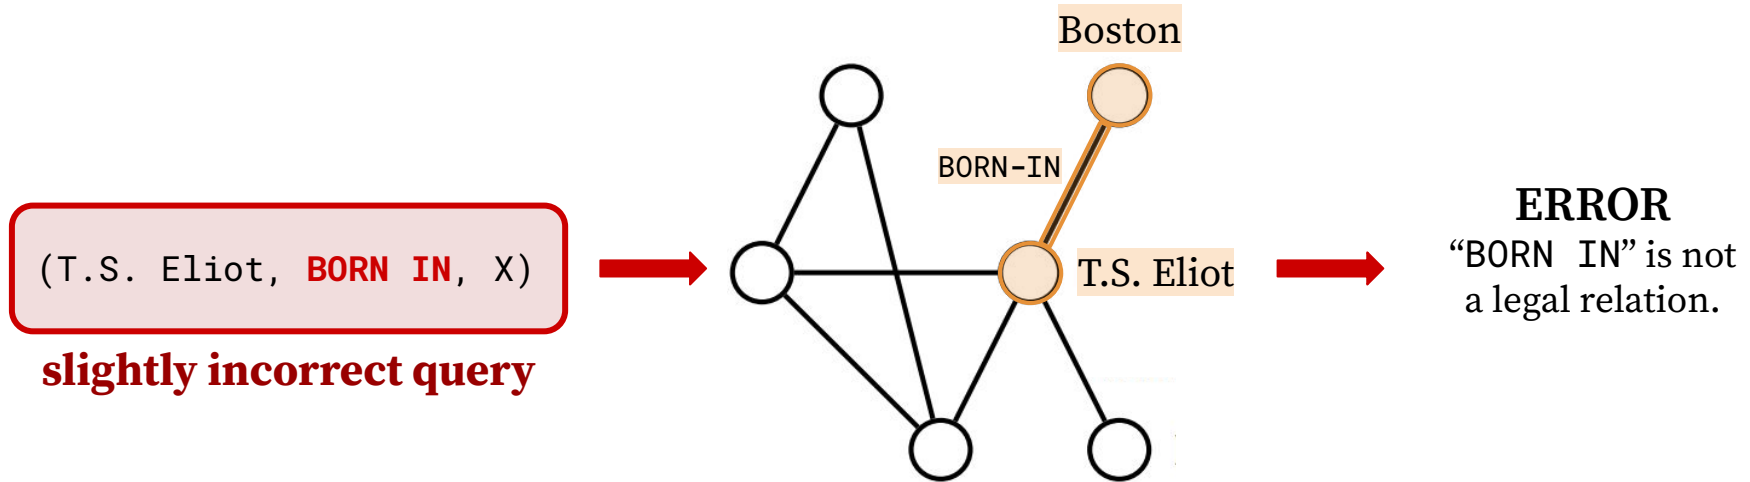 (T.S. Eliot, BORN IN, X)
slightly incorrect query
Boston
BORN-IN
T.S. Eliot
ERROR
“BORN IN” is not
a legal relation.